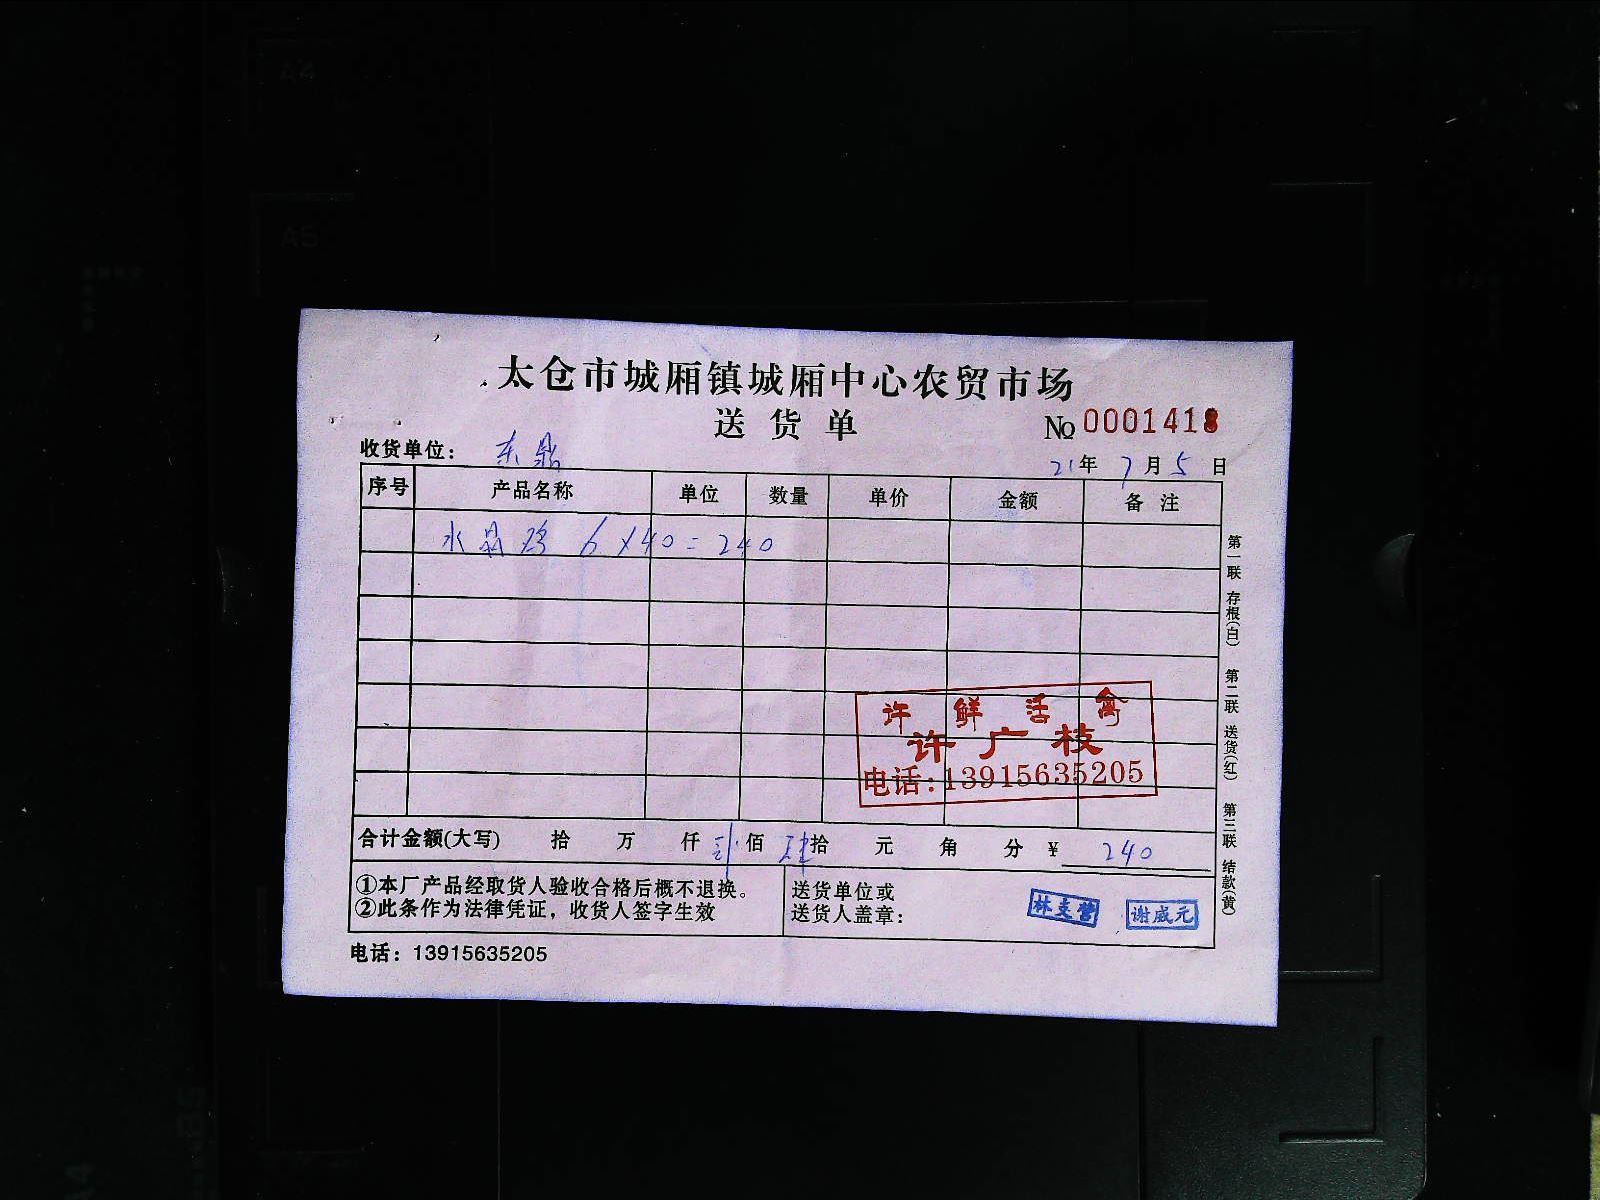 A4
A5
太仓市城厢镇城厢中心农贸市场
送货单 No 000141
收货单位： 东鼎 21年 7月 5日
序号 产品名称 单位 数量 单价 金额 备注
水晶鸡 6×40=240
许鲜活禽
许广枝
电话:13915635205
合计金额(大写) 拾 万 仟 贰佰 肆拾 元 角 分 ¥ 240
①本厂产品经取货人验收合格后概不退换。
②此条作为法律凭证，收货人签字生效
送货单位或
送货人盖章：
谢威元
电话：13915635205
第一联 存根(白) 第二联 送货(红) 第三联 结款(黄)